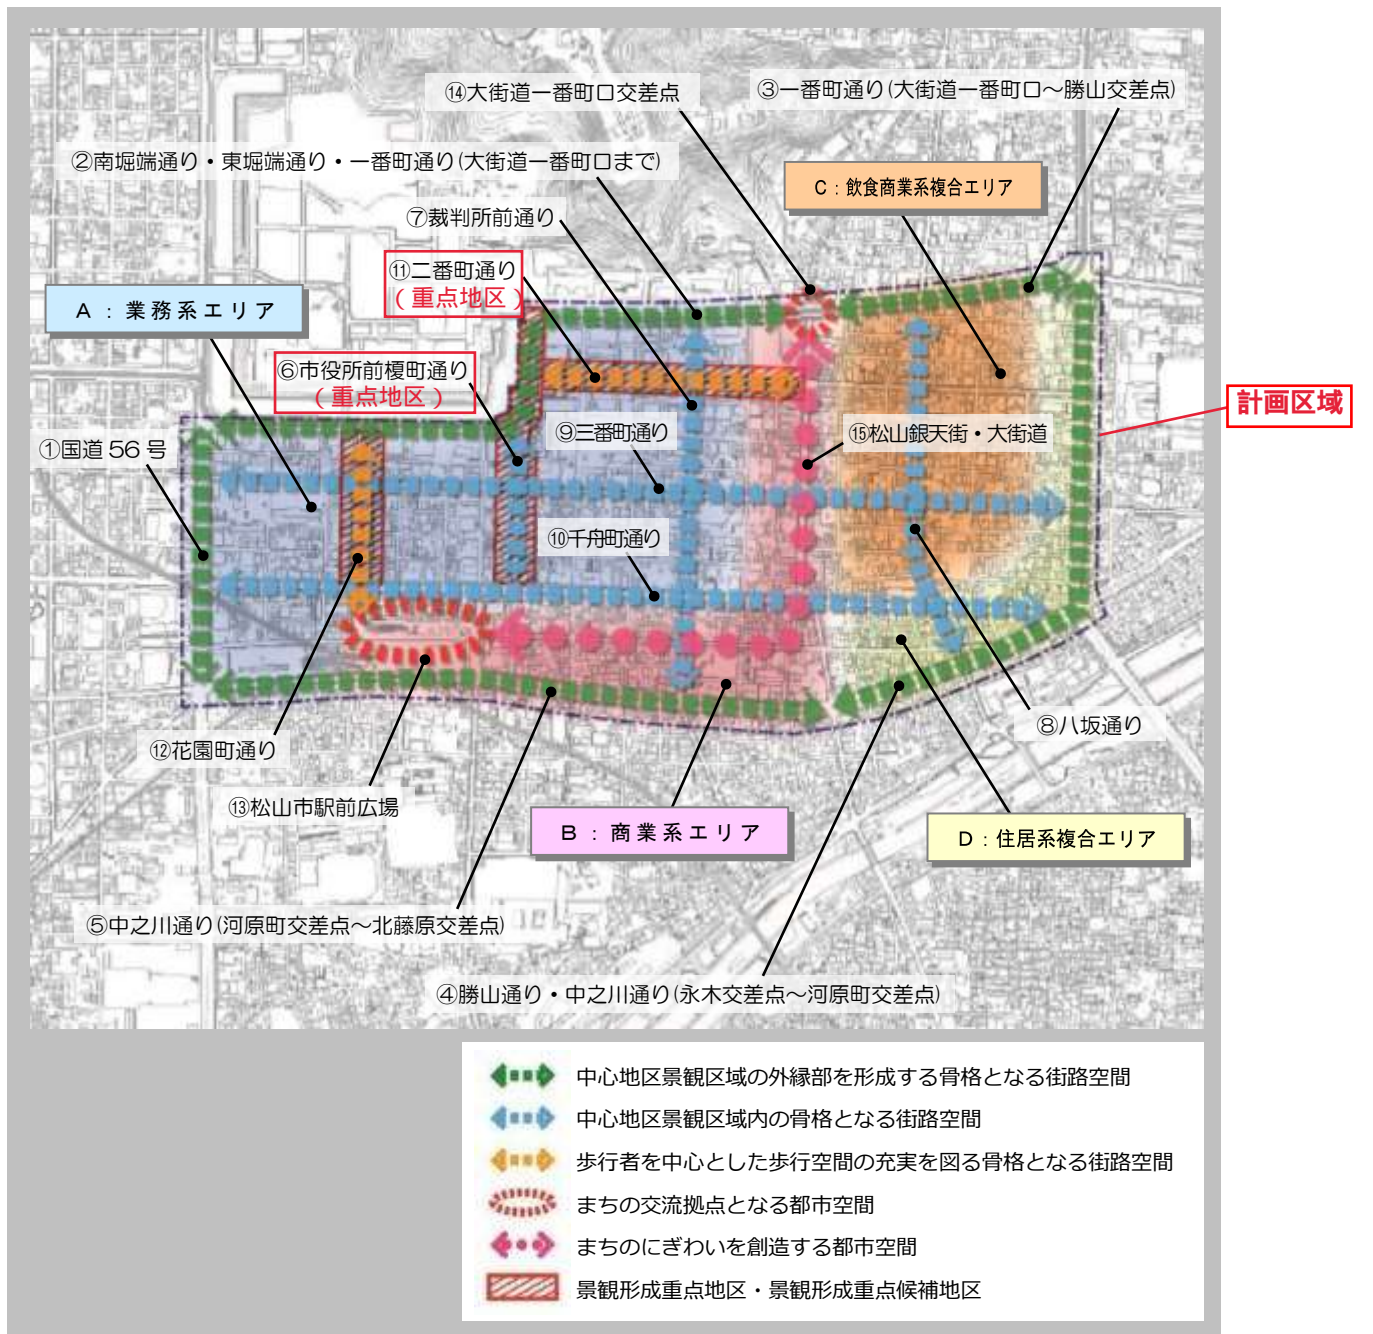 ⑭大街道一番町口交差点
③一番町通り(大街道一番町口～勝山交差点)
②南堀端通り・東堀端通り・一番町通り(大街道一番町口まで)
C：飲食商業系複合エリア
⑦裁判所前通り
⑪二番町通り
（重点地区）
A：業務系エリア
⑥市役所前榎町通り
（重点地区）
計画区域
①国道56号
⑨三番町通り
⑮松山銀天街・大街道
⑩千舟町通り
⑧八坂通り
⑫花園町通り
⑬松山市駅前広場
B：商業系エリア
D：住居系複合エリア
⑤中之川通り(河原町交差点～北藤原交差点)
④勝山通り・中之川通り(永木交差点～河原町交差点)
中心地区景観区域の外縁部を形成する骨格となる街路空間
中心地区景観区域内の骨格となる街路空間
歩行者を中心とした歩行空間の充実を図る骨格となる街路空間
まちの交流拠点となる都市空間
まちのにぎわいを創造する都市空間
景観形成重点地区・景観形成重点候補地区